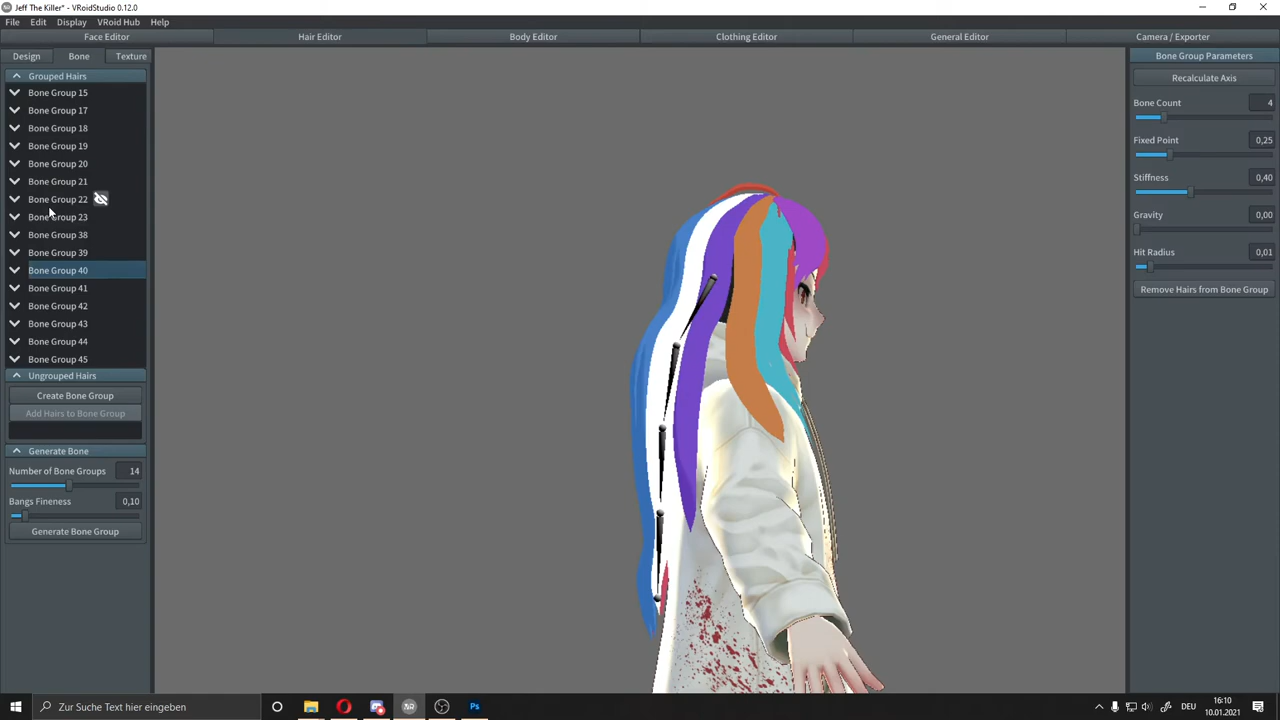 Jeff The Killer* - VRoidStudio 0.12.0
File Edit Display VRoid Hub Help
Face Editor Hair Editor Body Editor Clothing Editor General Editor Camera / Exporter
Design Bone Texture
Grouped Hairs
Bone Group 15
Bone Group 17
Bone Group 18
Bone Group 19
Bone Group 20
Bone Group 21
Bone Group 22
Bone Group 23
Bone Group 38
Bone Group 39
Bone Group 40
Bone Group 41
Bone Group 42
Bone Group 43
Bone Group 44
Bone Group 45
Ungrouped Hairs
Create Bone Group
Add Hairs to Bone Group
Generate Bone
Number of Bone Groups 14
Bangs Fineness 0,10
Generate Bone Group
Bone Group Parameters
Recalculate Axis
Bone Count 4
Fixed Point 0,25
Stiffness 0,40
Gravity 0,00
Hit Radius 0,01
Remove Hairs from Bone Group
Zur Suche Text hier eingeben
Ps
DEU
16:10
10.01.2021